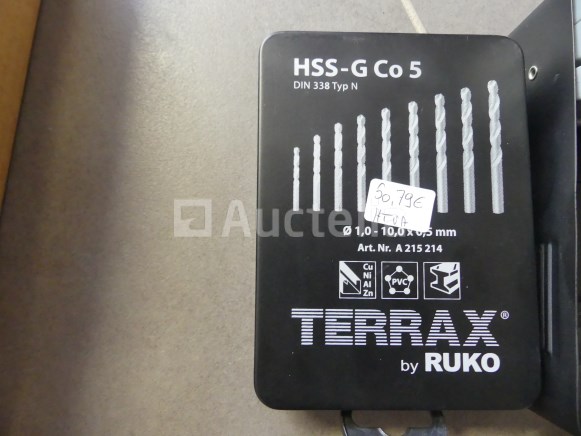 HSS-G Co 5
DIN 338 Typ N
50,79€
HTVA
Ø 1,0 - 10,0 x 0,5 mm
Art. Nr. A 215 214
Cu
Ni
Al
Zn
PVC
TERRAX®
by RUKO